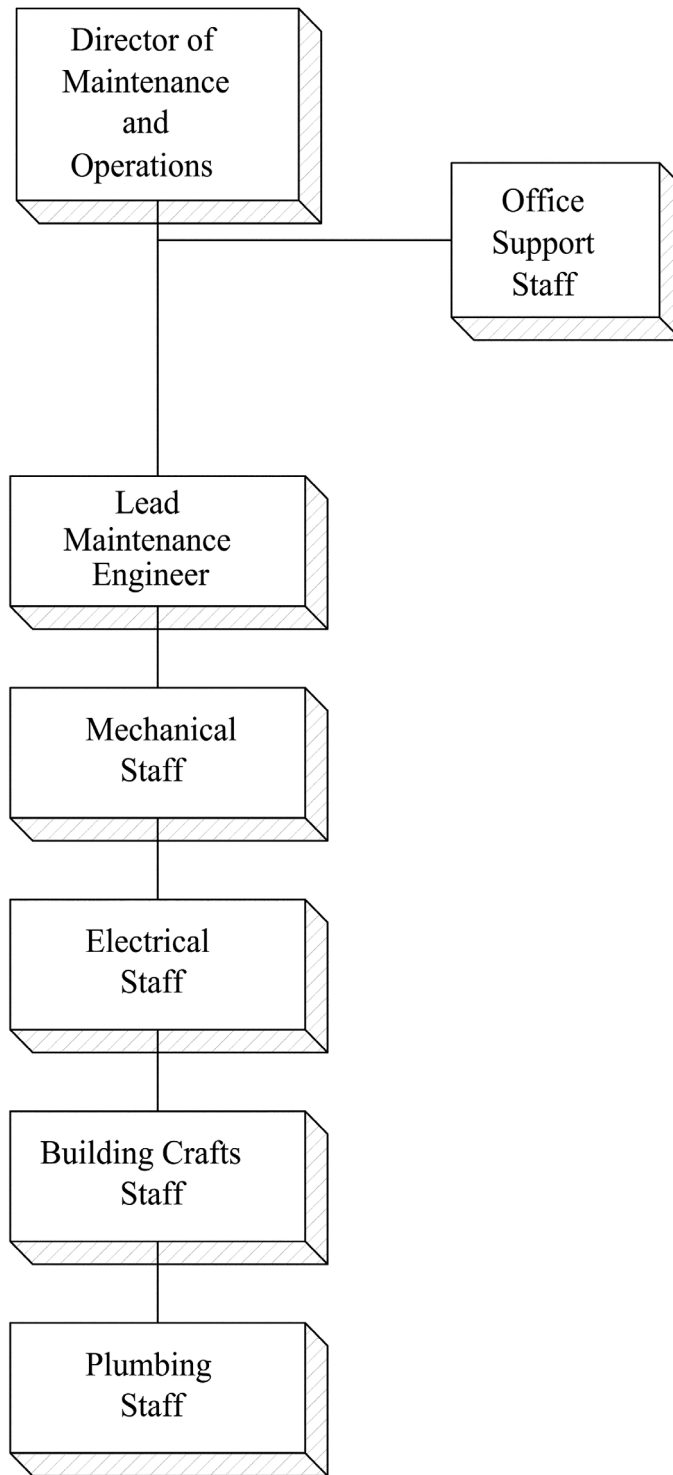 Director of
Maintenance
and
Operations
Office
Support
Staff
Lead
Maintenance
Engineer
Mechanical
Staff
Electrical
Staff
Building Crafts
Staff
Plumbing
Staff